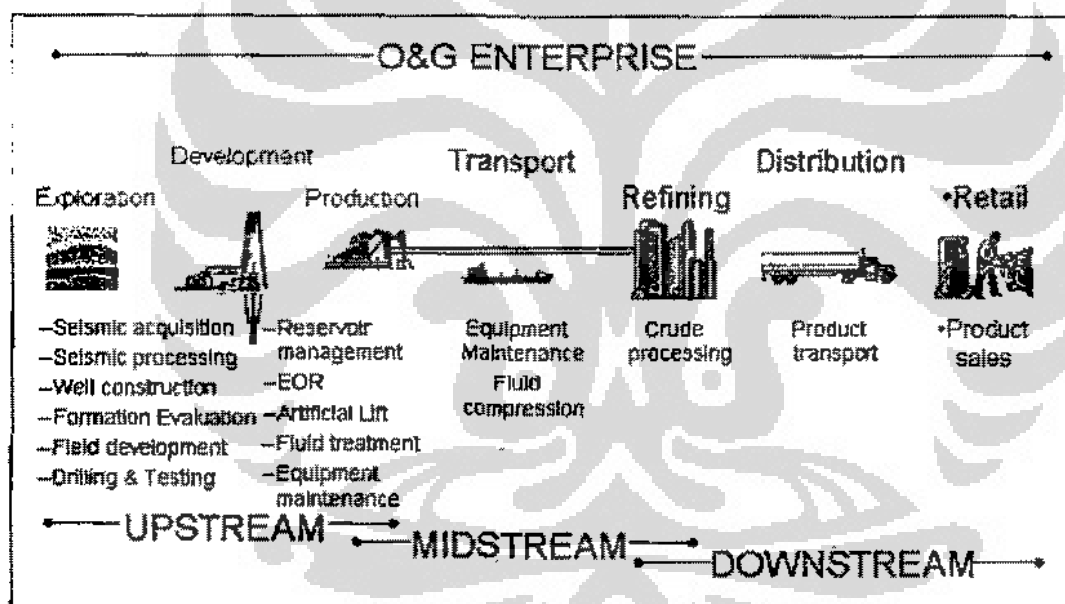 O&G ENTERPRISE
Development
Transport
Distribution
Exploration
Production
Refining
•Retail
–Seismic acquisition
–Seismic processing
–Well construction
–Formation Evaluation
–Field development
–Drilling & Testing
–Reservoir
management
–EOR
–Artificial Lift
–Fluid treatment
–Equipment
maintenance
Equipment
Maintenance
Fluid
compression
Crude
processing
Product
transport
•Product
sales
UPSTREAM
MIDSTREAM
DOWNSTREAM